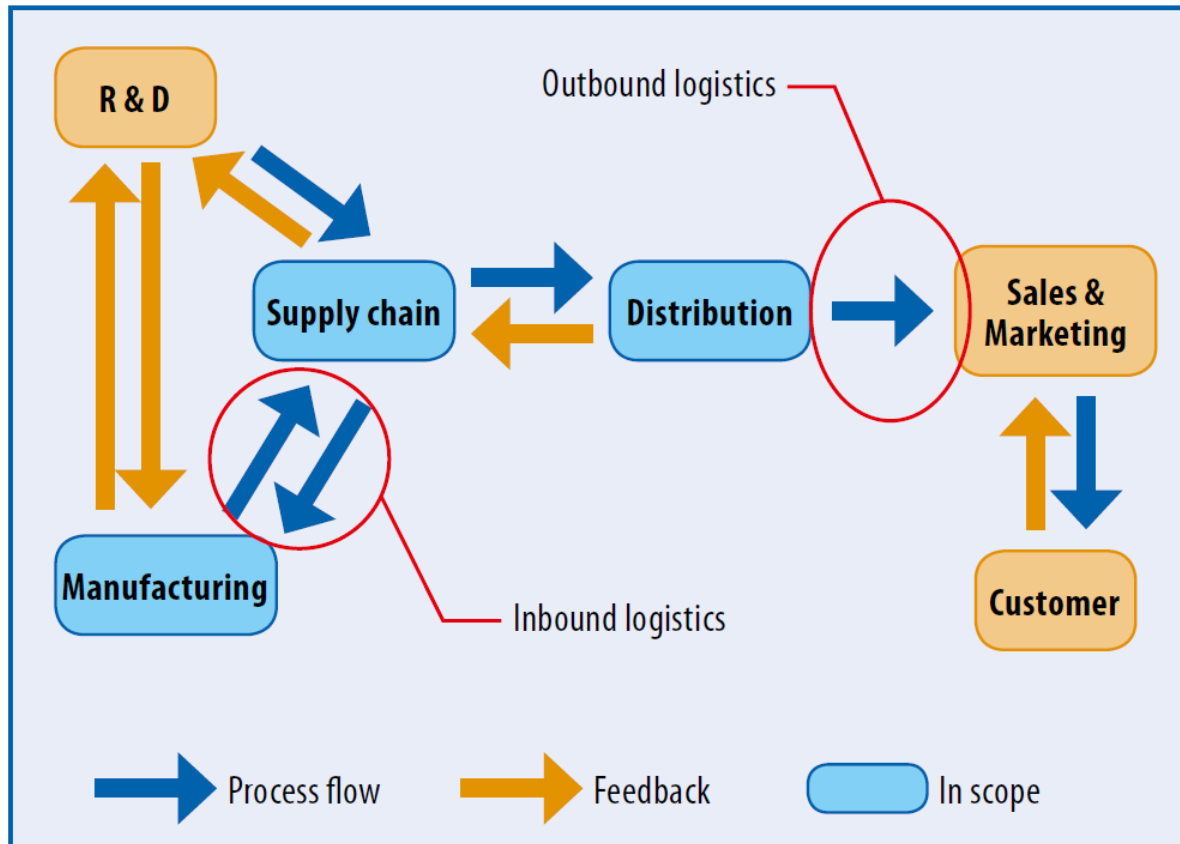 R & D
Outbound logistics
Supply chain
Distribution
Sales &
Marketing
Manufacturing
Inbound logistics
Customer
Process flow
Feedback
In scope